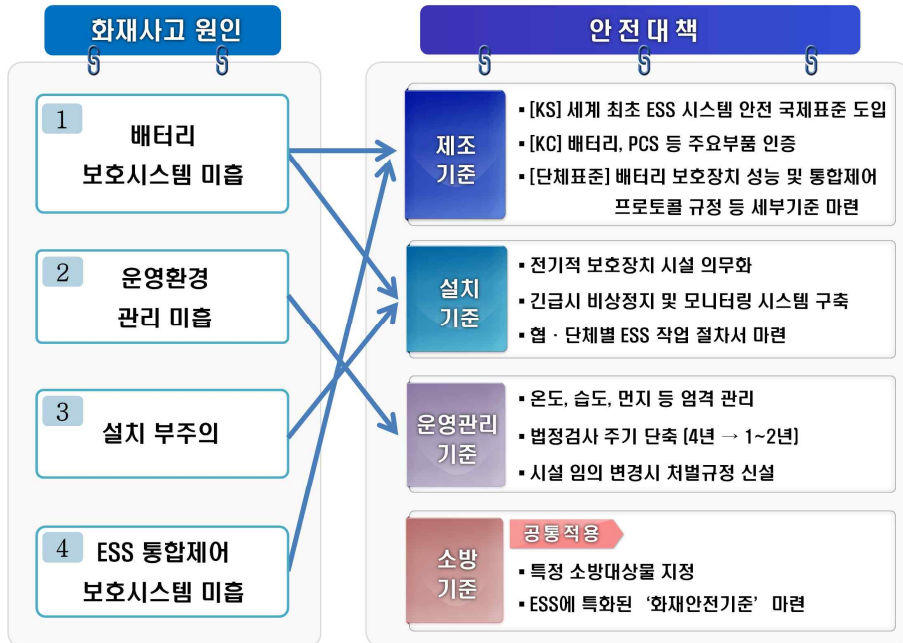 화재사고 원인
안전대책
1
배터리
보호시스템 미흡
2
운영환경
관리 미흡
3
설치 부주의
4
ESS 통합제어
보호시스템 미흡
제조
기준
▪ [KS] 세계 최초 ESS 시스템 안전 국제표준 도입
▪ [KC] 배터리, PCS 등 주요부품 인증
▪ [단체표준] 배터리 보호장치 성능 및 통합제어
프로토콜 규정 등 세부기준 마련
설치
기준
▪ 전기적 보호장치 시설 의무화
▪ 긴급시 비상정지 및 모니터링 시스템 구축
▪ 협 · 단체별 ESS 작업 절차서 마련
운영관리
기준
▪ 온도, 습도, 먼지 등 엄격 관리
▪ 법정검사 주기 단축 (4년 → 1~2년)
▪ 시설 임의 변경시 처벌규정 신설
소방
기준
공통적용
▪ 특정 소방대상물 지정
▪ ESS에 특화된 ‘화재안전기준’ 마련